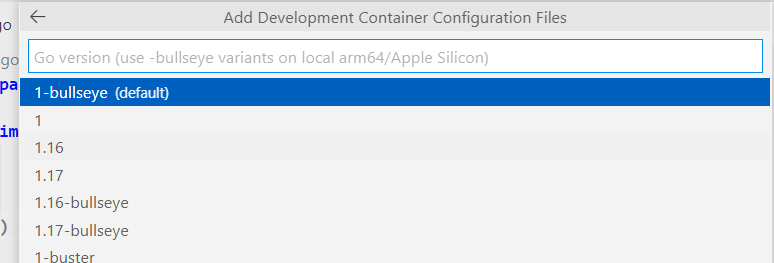 Add Development Container Configuration Files
go
Go version (use -bullseye variants on local arm64/Apple Silicon)
go
pa
1-bullseye (default)
1
im
1.16
1.17
1.16-bullseye
)
1.17-bullseye
1-buster